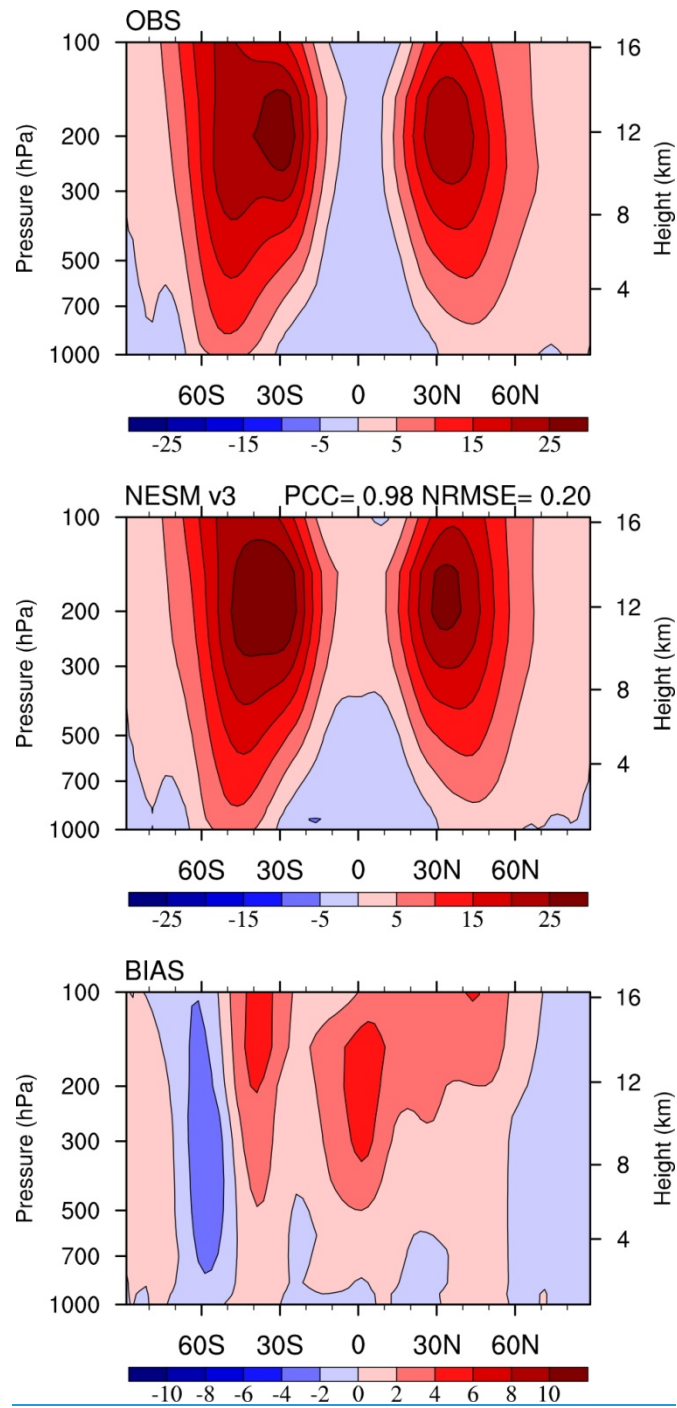 OBS
100
200
300
500
700
1000
Pressure (hPa)
16
12
8
4
Height (km)
60S 30S 0 30N 60N
-25 -15 -5 5 15 25
NESM v3 PCC= 0.98 NRMSE= 0.20
100
200
300
500
700
1000
Pressure (hPa)
16
12
8
4
Height (km)
60S 30S 0 30N 60N
-25 -15 -5 5 15 25
BIAS
100
200
300
500
700
1000
Pressure (hPa)
16
12
8
4
Height (km)
60S 30S 0 30N 60N
-10 -8 -6 -4 -2 0 2 4 6 8 10